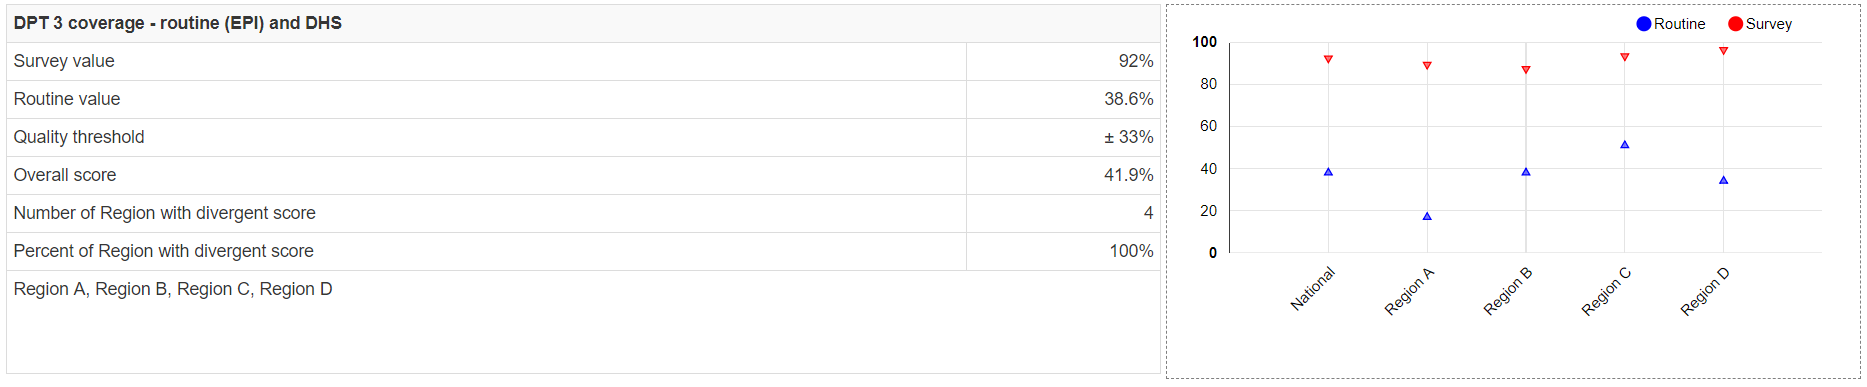 DPT 3 coverage - routine (EPI) and DHS
Survey value 92%
Routine value 38.6%
Quality threshold ± 33%
Overall score 41.9%
Number of Region with divergent score 4
Percent of Region with divergent score 100%
Region A, Region B, Region C, Region D
Routine Survey
100
80
60
40
20
0
National Region A Region B Region C Region D